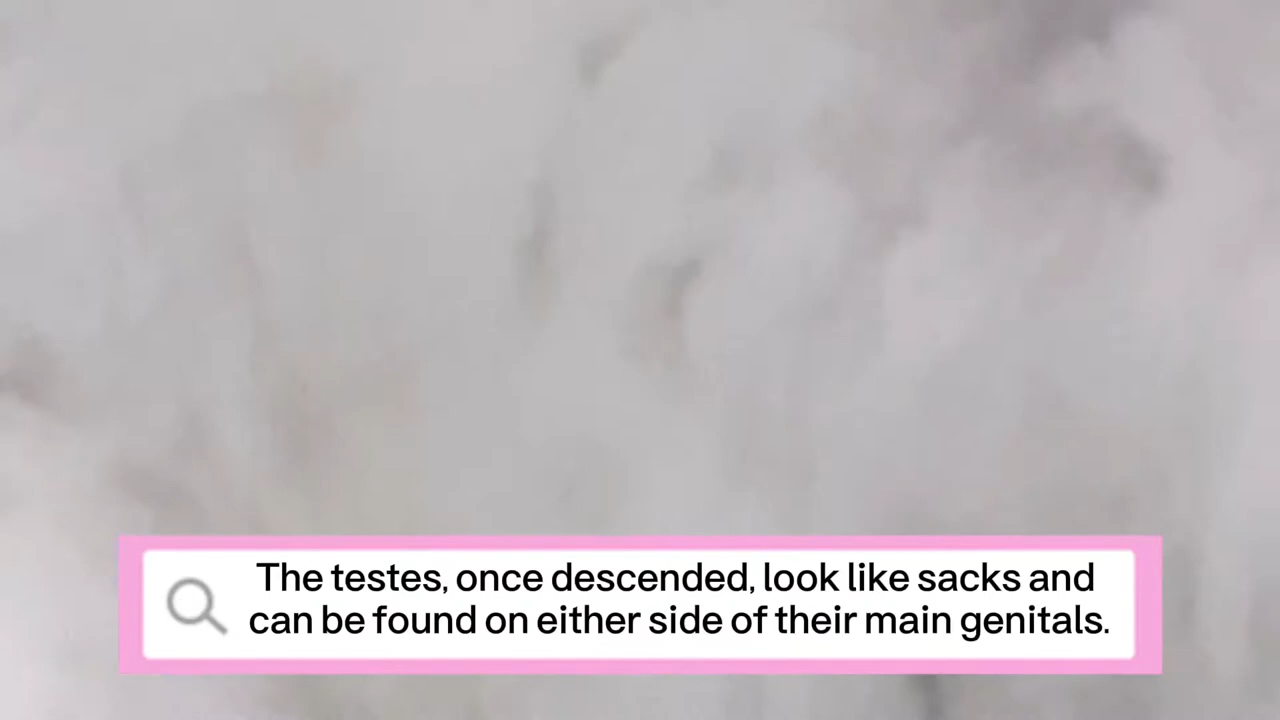 The testes, once descended, look like sacks and
can be found on either side of their main genitals.